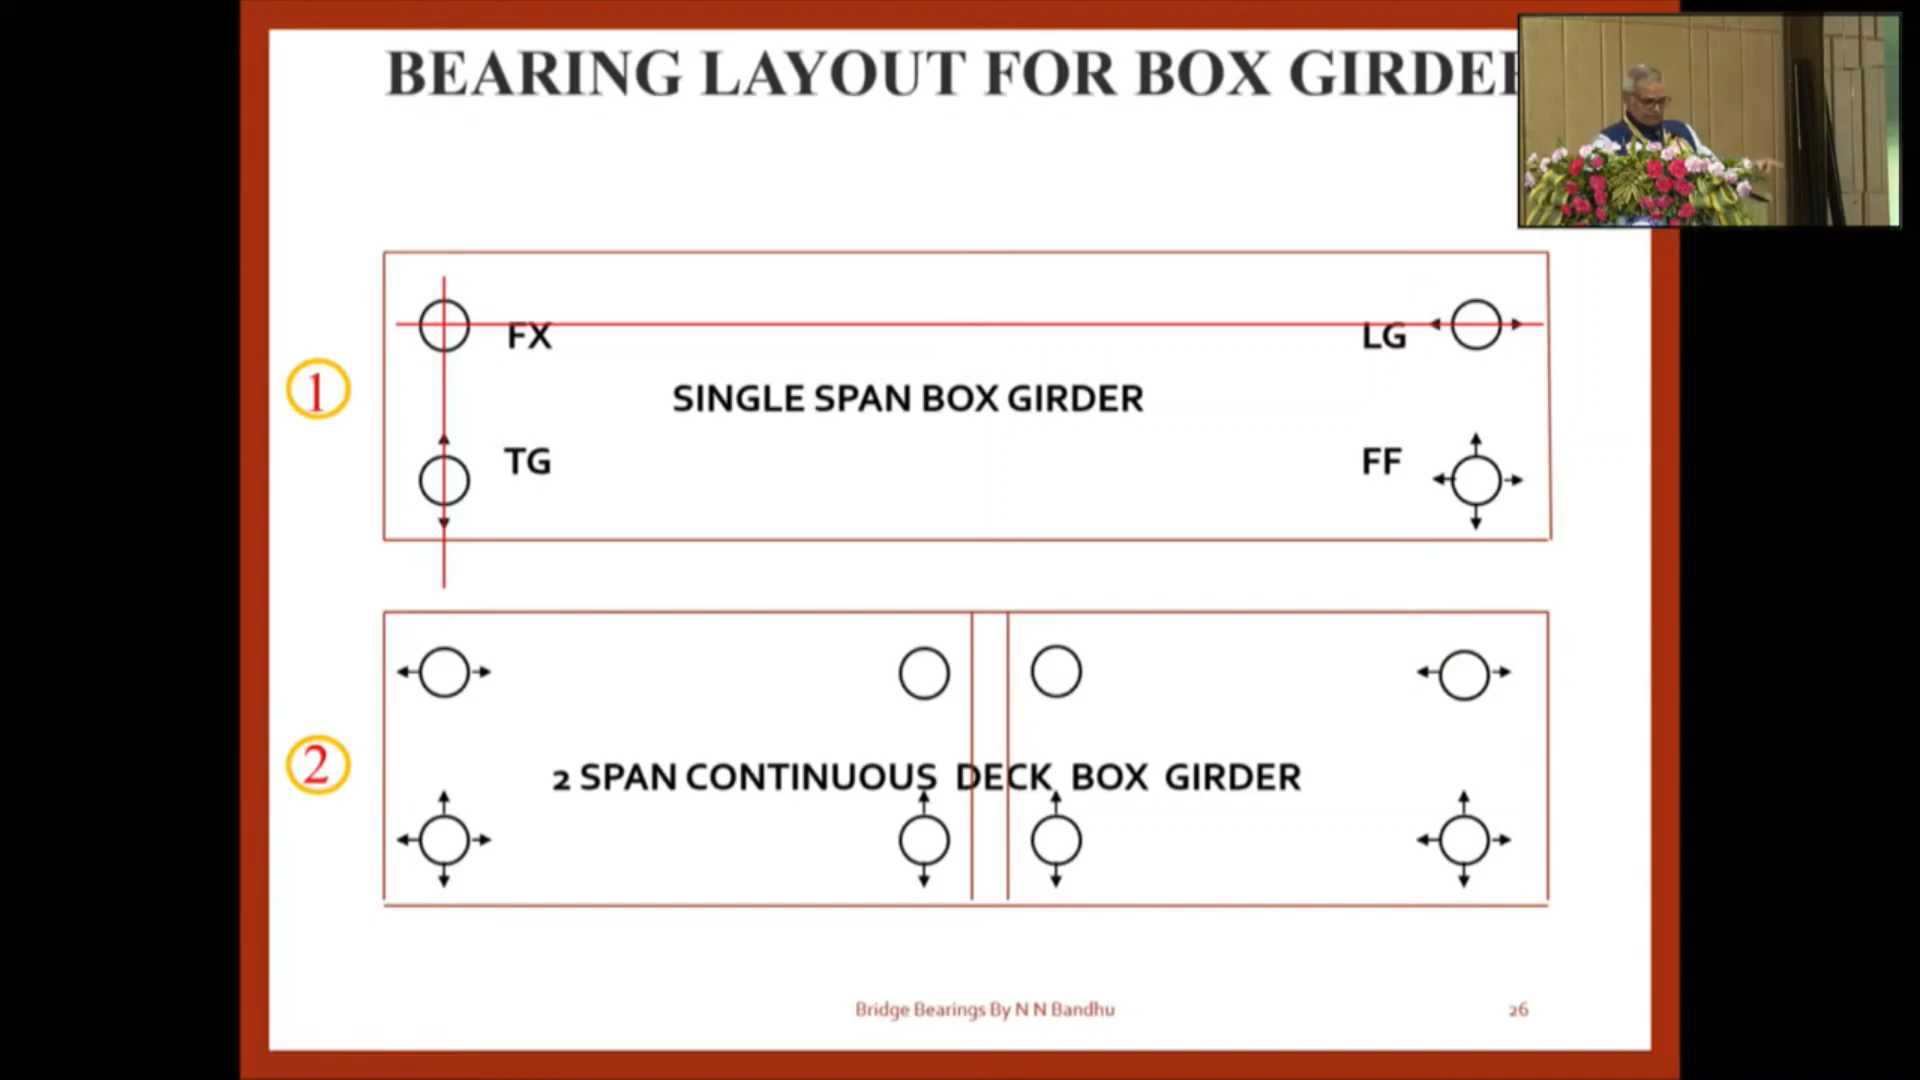 BEARING LAYOUT FOR BOX GIRDER
FX
LG
1
SINGLE SPAN BOX GIRDER
TG
FF
2
2 SPAN CONTINUOUS DECK BOX GIRDER
Bridge Bearings By N N Bandhu
26